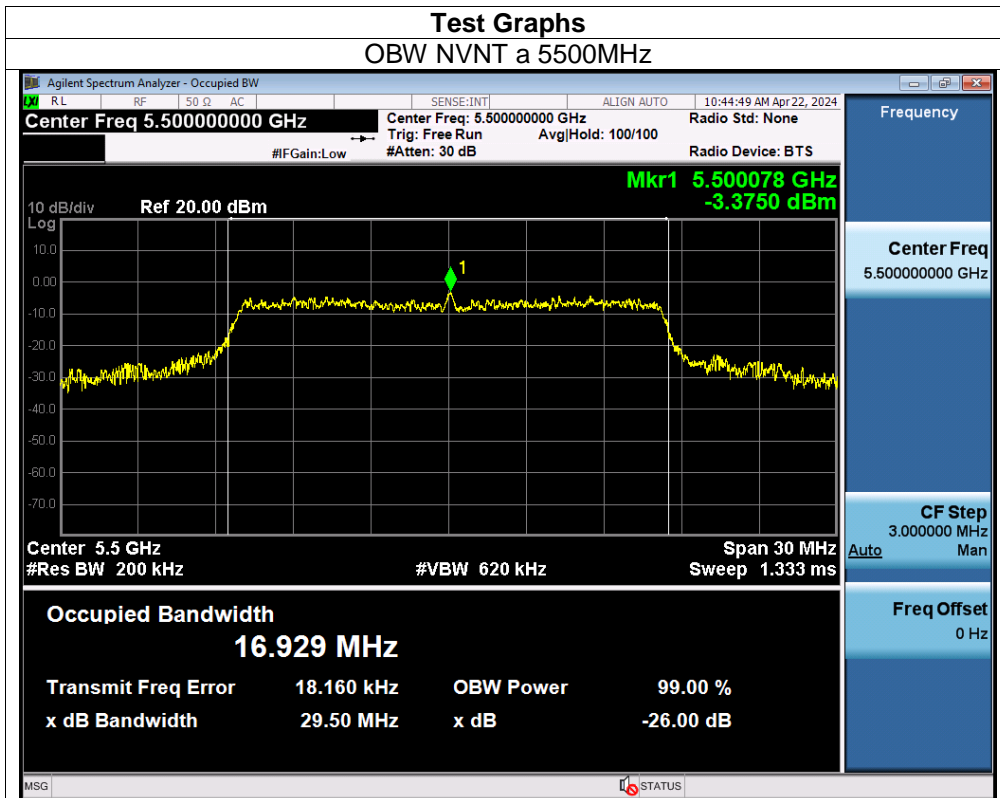 Test Graphs
OBW NVNT a 5500MHz
Agilent Spectrum Analyzer - Occupied BW
LXI RL RF 50 Ω AC SENSE:INT ALIGN AUTO 10:44:49 AM Apr 22, 2024
Center Freq 5.500000000 GHz
Center Freq: 5.500000000 GHz Radio Std: None
Trig: Free Run Avg|Hold: 100/100
#IFGain:Low #Atten: 30 dB Radio Device: BTS
Mkr1 5.500078 GHz
-3.3750 dBm
10 dB/div Ref 20.00 dBm
Log
10.0
0.00
-10.0
-20.0
-30.0
-40.0
-50.0
-60.0
-70.0
1
Center 5.5 GHz Span 30 MHz
#Res BW 200 kHz #VBW 620 kHz Sweep 1.333 ms
Occupied Bandwidth
16.929 MHz
Transmit Freq Error 18.160 kHz OBW Power 99.00 %
x dB Bandwidth 29.50 MHz x dB -26.00 dB
MSG STATUS
Frequency
Center Freq
5.500000000 GHz
CF Step
3.000000 MHz
Auto Man
Freq Offset
0 Hz